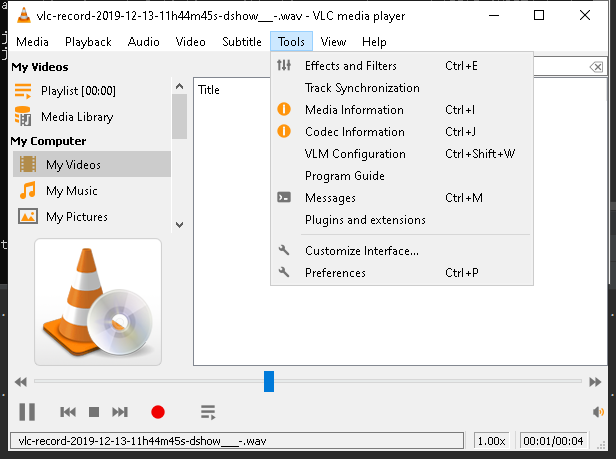 vlc-record-2019-12-13-11h44m45s-dshow___-.wav - VLC media player
Media Playback Audio Video Subtitle Tools View Help
My Videos
Playlist [00:00]
Media Library
My Computer
My Videos
My Music
My Pictures
Title
Effects and Filters Ctrl+E
Track Synchronization
Media Information Ctrl+I
Codec Information Ctrl+J
VLM Configuration Ctrl+Shift+W
Program Guide
Messages Ctrl+M
Plugins and extensions
Customize Interface...
Preferences Ctrl+P
vlc-record-2019-12-13-11h44m45s-dshow___-.wav 1.00x 00:01/00:04